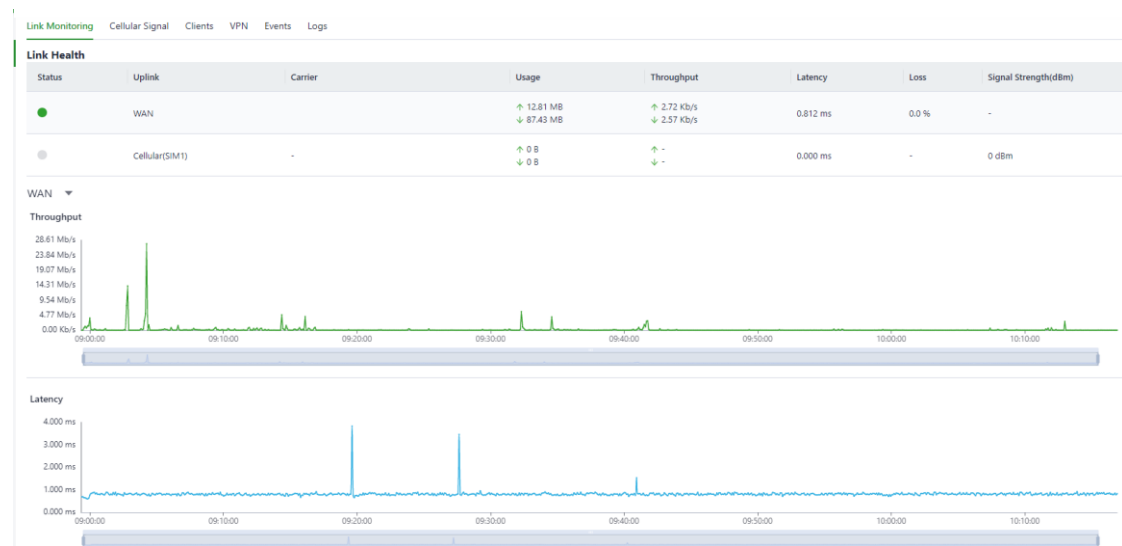 Link Monitoring Cellular Signal Clients VPN Events Logs
Link Health
Status Uplink Carrier Usage Throughput Latency Loss Signal Strength(dBm)
WAN ↑ 12.81 MB ↑ 2.72 Kb/s 0.812 ms 0.0 % -
↓ 87.43 MB ↓ 2.57 Kb/s
Cellular(SIM1) - ↑ 0 B ↑ - 0.000 ms - 0 dBm
↓ 0 B ↓ -
WAN
Throughput
28.61 Mb/s
23.84 Mb/s
19.07 Mb/s
14.31 Mb/s
9.54 Mb/s
4.77 Mb/s
0.00 Kb/s
09:00:00 09:10:00 09:20:00 09:30:00 09:40:00 09:50:00 10:00:00 10:10:00
Latency
4.000 ms
3.000 ms
2.000 ms
1.000 ms
0.000 ms
09:00:00 09:10:00 09:20:00 09:30:00 09:40:00 09:50:00 10:00:00 10:10:00